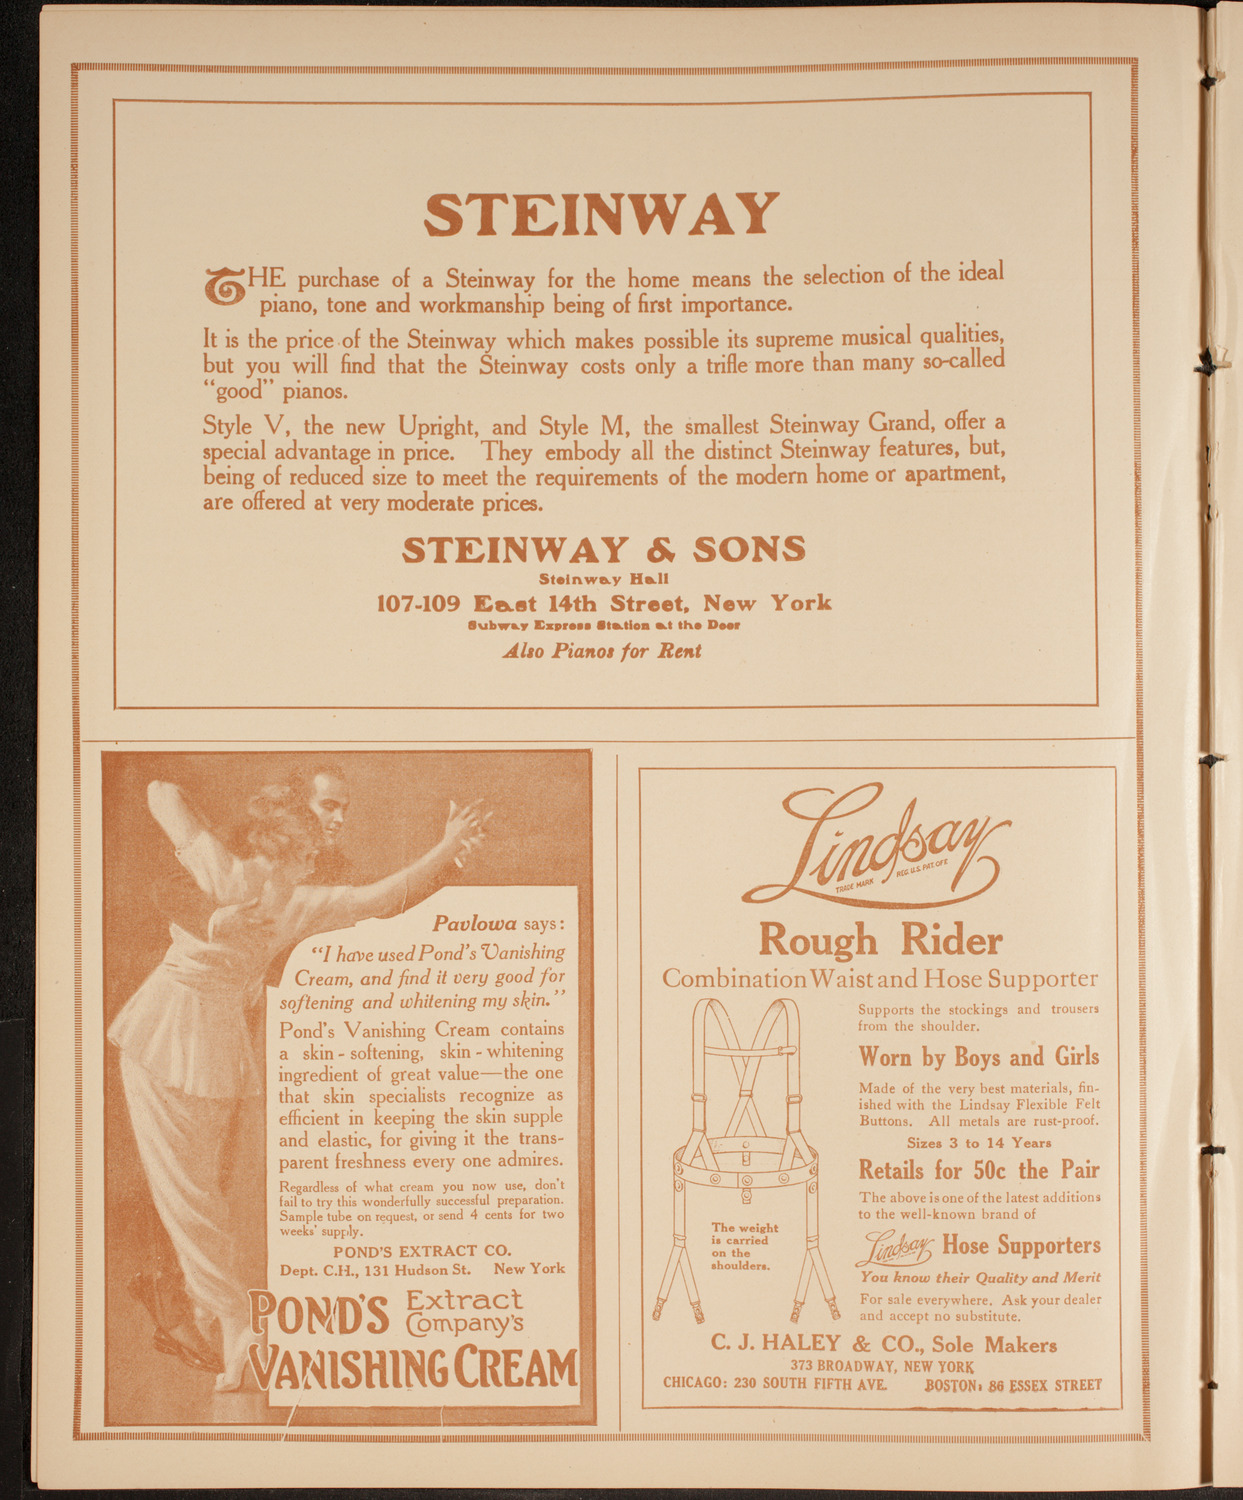 STEINWAY
THE purchase of a Steinway for the home means the selection of the ideal
piano, tone and workmanship being of first importance.
It is the price of the Steinway which makes possible its supreme musical qualities,
but you will find that the Steinway costs only a trifle more than many so-called
“good” pianos.
Style V, the new Upright, and Style M, the smallest Steinway Grand, offer a
special advantage in price. They embody all the distinct Steinway features, but,
being of reduced size to meet the requirements of the modern home or apartment,
are offered at very moderate prices.
STEINWAY & SONS
Steinway Hall
107-109 East 14th Street, New York
Subway Express Station at the Door
Also Pianos for Rent
Pavlowa says:
“I have used Pond's Vanishing
Cream, and find it very good for
softening and whitening my skin.”
Pond's Vanishing Cream contains
a skin-softening, skin-whitening
ingredient of great value—the one
that skin specialists recognize as
efficient in keeping the skin supple
and elastic, for giving it the trans-
parent freshness every one admires.
Regardless of what cream you now use, don't
fail to try this wonderfully successful preparation.
Sample tube on request, or send 4 cents for two
weeks' supply.
POND'S EXTRACT CO.
Dept. C.H., 131 Hudson St. New York
POND'S Extract
Company's
VANISHING CREAM
Lindsay
TRADE MARK REG. U.S. PAT. OFF.
Rough Rider
Combination Waist and Hose Supporter
Supports the stockings and trousers
from the shoulder.
Worn by Boys and Girls
Made of the very best materials, fin-
ished with the Lindsay Flexible Felt
Buttons. All metals are rust-proof.
Sizes 3 to 14 Years
Retails for 50c the Pair
The above is one of the latest additions
to the well-known brand of
Lindsay Hose Supporters
You know their Quality and Merit
For sale everywhere. Ask your dealer
and accept no substitute.
The weight
is carried
on the
shoulders.
C. J. HALEY & CO., Sole Makers
373 BROADWAY, NEW YORK
CHICAGO: 230 SOUTH FIFTH AVE. BOSTON: 86 ESSEX STREET